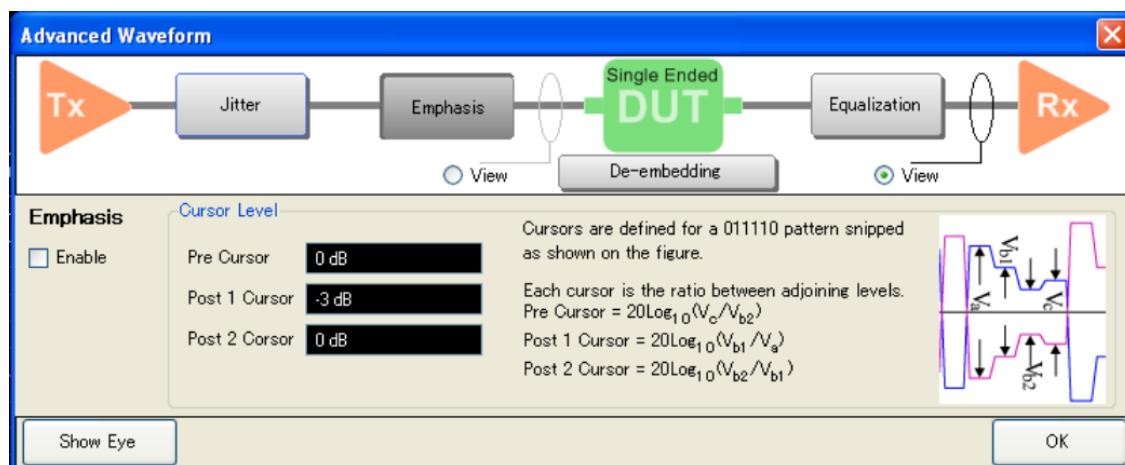 Advanced Waveform
Tx
Jitter
Emphasis
Single Ended
DUT
Equalization
Rx
View
De-embedding
View
Emphasis
Enable
Cursor Level
Pre Cursor
0 dB
Post 1 Cursor
-3 dB
Post 2 Corsor
0 dB
Cursors are defined for a 011110 pattern snipped
as shown on the figure.
Each cursor is the ratio between adjoining levels.
Pre Cursor = 20Log10(Vc/Vb2)
Post 1 Cursor = 20Log10(Vb1/Va)
Post 2 Cursor = 20Log10(Vb2/Vb1)
Vb1
Va
Vc
Vb2
Show Eye
OK